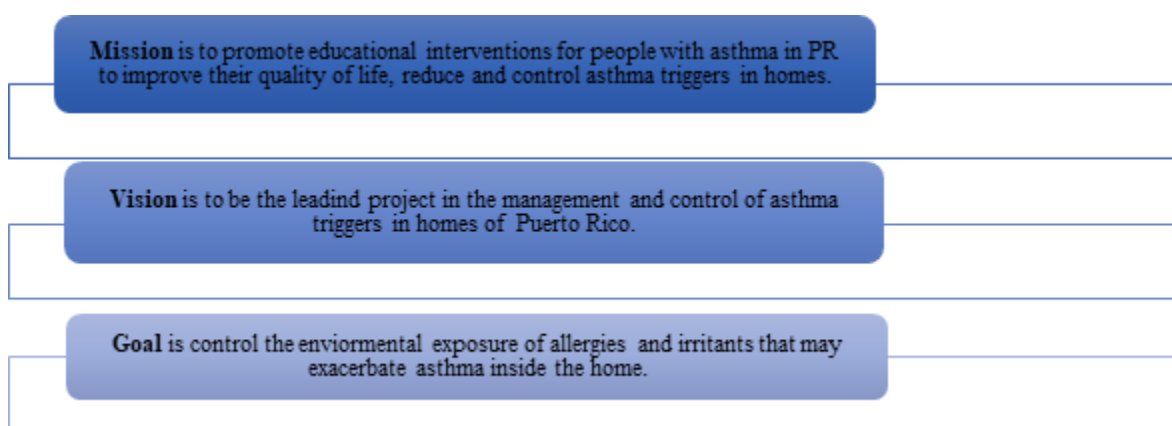 Mission is to promote educational interventions for people with asthma in PR
to improve their quality of life, reduce and control asthma triggers in homes.
Vision is to be the leadind project in the management and control of asthma
triggers in homes of Puerto Rico.
Goal is control the enviormental exposure of allergies and irritants that may
exacerbate asthma inside the home.